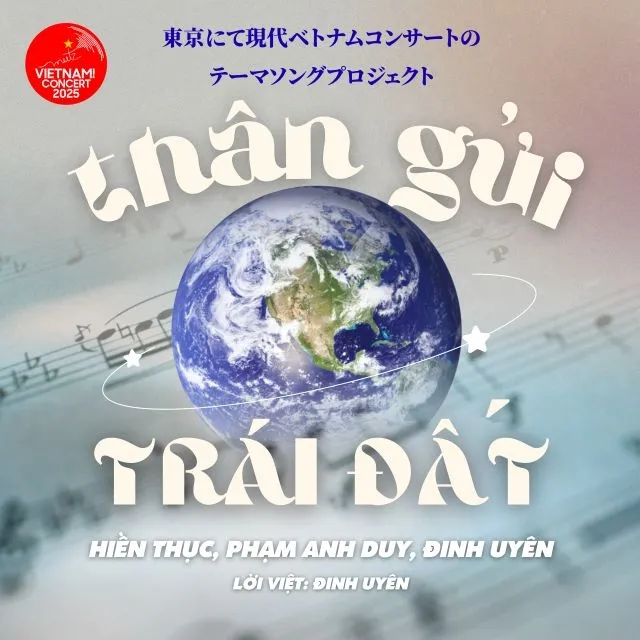 東京にて現代ベトナムコンサートの
テーマソングプロジェクト
VIETNAM!
CONCERT
2025
thân gửi
TRÁI ĐẤT
HIỀN THỤC, PHẠM ANH DUY, ĐINH UYÊN
LỜI VIỆT: ĐINH UYÊN